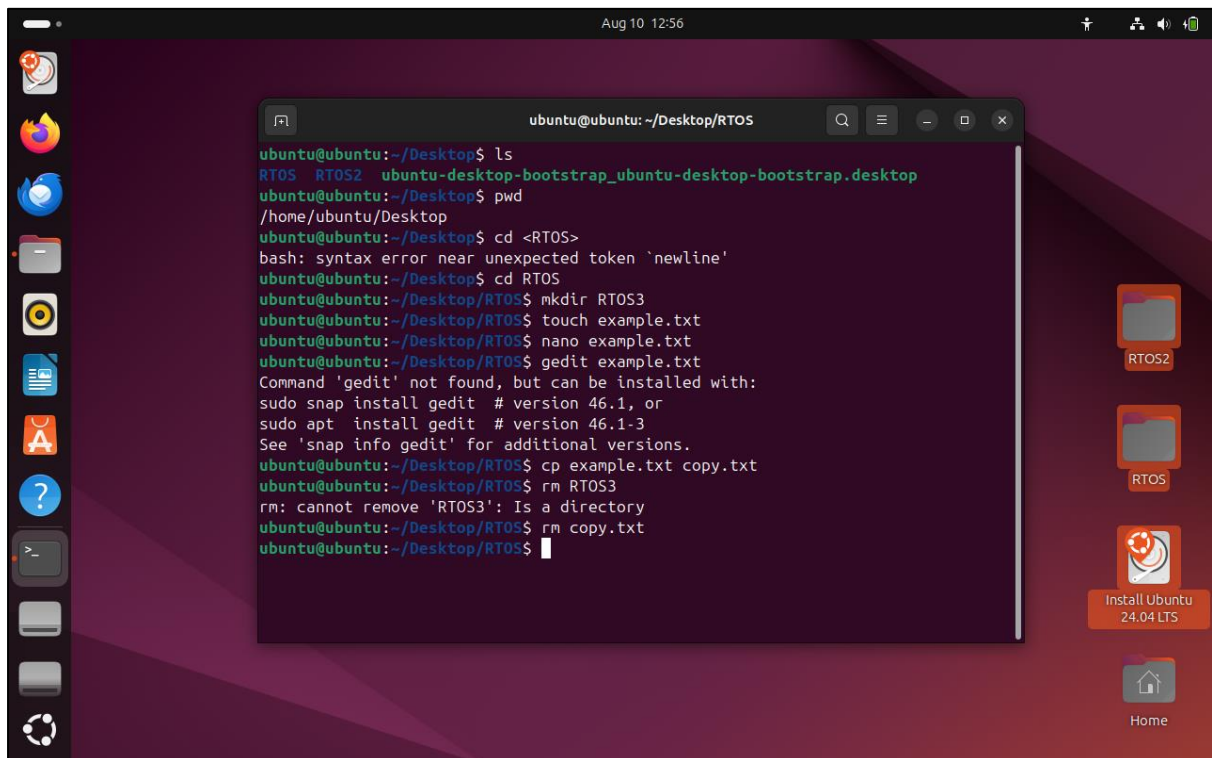 Aug 10 12:56
ubuntu@ubuntu: ~/Desktop/RTOS
ubuntu@ubuntu:~/Desktop$ ls
RTOS  RTOS2  ubuntu-desktop-bootstrap_ubuntu-desktop-bootstrap.desktop
ubuntu@ubuntu:~/Desktop$ pwd
/home/ubuntu/Desktop
ubuntu@ubuntu:~/Desktop$ cd <RTOS>
bash: syntax error near unexpected token `newline'
ubuntu@ubuntu:~/Desktop$ cd RTOS
ubuntu@ubuntu:~/Desktop/RTOS$ mkdir RTOS3
ubuntu@ubuntu:~/Desktop/RTOS$ touch example.txt
ubuntu@ubuntu:~/Desktop/RTOS$ nano example.txt
ubuntu@ubuntu:~/Desktop/RTOS$ gedit example.txt
Command 'gedit' not found, but can be installed with:
sudo snap install gedit  # version 46.1, or
sudo apt  install gedit  # version 46.1-3
See 'snap info gedit' for additional versions.
ubuntu@ubuntu:~/Desktop/RTOS$ cp example.txt copy.txt
ubuntu@ubuntu:~/Desktop/RTOS$ rm RTOS3
rm: cannot remove 'RTOS3': Is a directory
ubuntu@ubuntu:~/Desktop/RTOS$ rm copy.txt
ubuntu@ubuntu:~/Desktop/RTOS$
RTOS2
RTOS
Install Ubuntu
24.04 LTS
Home